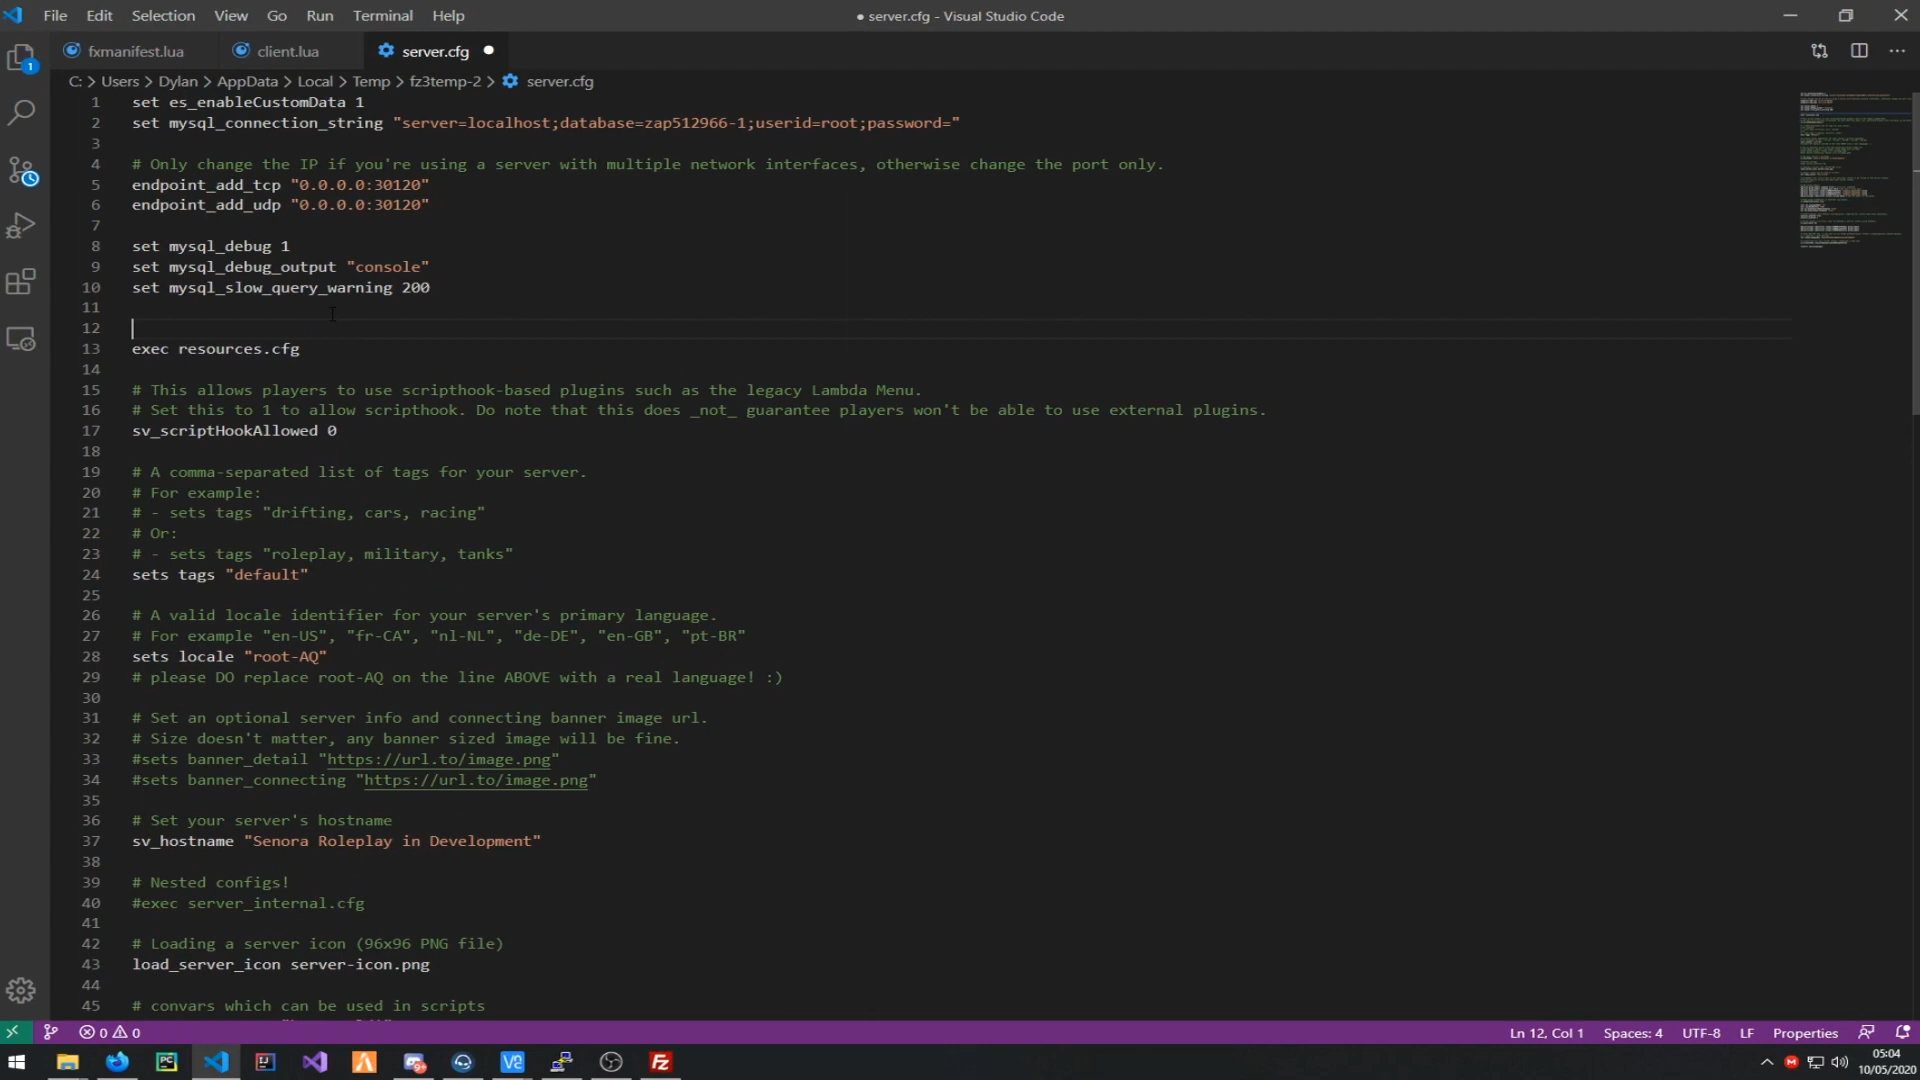 File Edit Selection View Go Run Terminal Help
● server.cfg - Visual Studio Code
fxmanifest.lua client.lua server.cfg
C: > Users > Dylan > AppData > Local > Temp > fz3temp-2 > server.cfg
1 set es_enableCustomData 1
2 set mysql_connection_string "server=localhost;database=zap512966-1;userid=root;password="
3
4 # Only change the IP if you're using a server with multiple network interfaces, otherwise change the port only.
5 endpoint_add_tcp "0.0.0.0:30120"
6 endpoint_add_udp "0.0.0.0:30120"
7
8 set mysql_debug 1
9 set mysql_debug_output "console"
10 set mysql_slow_query_warning 200
11
12
13 exec resources.cfg
14
15 # This allows players to use scripthook-based plugins such as the legacy Lambda Menu.
16 # Set this to 1 to allow scripthook. Do note that this does _not_ guarantee players won't be able to use external plugins.
17 sv_scriptHookAllowed 0
18
19 # A comma-separated list of tags for your server.
20 # For example:
21 # - sets tags "drifting, cars, racing"
22 # Or:
23 # - sets tags "roleplay, military, tanks"
24 sets tags "default"
25
26 # A valid locale identifier for your server's primary language.
27 # For example "en-US", "fr-CA", "nl-NL", "de-DE", "en-GB", "pt-BR"
28 sets locale "root-AQ"
29 # please DO replace root-AQ on the line ABOVE with a real language! :)
30
31 # Set an optional server info and connecting banner image url.
32 # Size doesn't matter, any banner sized image will be fine.
33 #sets banner_detail "https://url.to/image.png"
34 #sets banner_connecting "https://url.to/image.png"
35
36 # Set your server's hostname
37 sv_hostname "Senora Roleplay in Development"
38
39 # Nested configs!
40 #exec server_internal.cfg
41
42 # Loading a server icon (96x96 PNG file)
43 load_server_icon server-icon.png
44
45 # convars which can be used in scripts
0 0 Ln 12, Col 1 Spaces: 4 UTF-8 LF Properties
05:04
10/05/2020